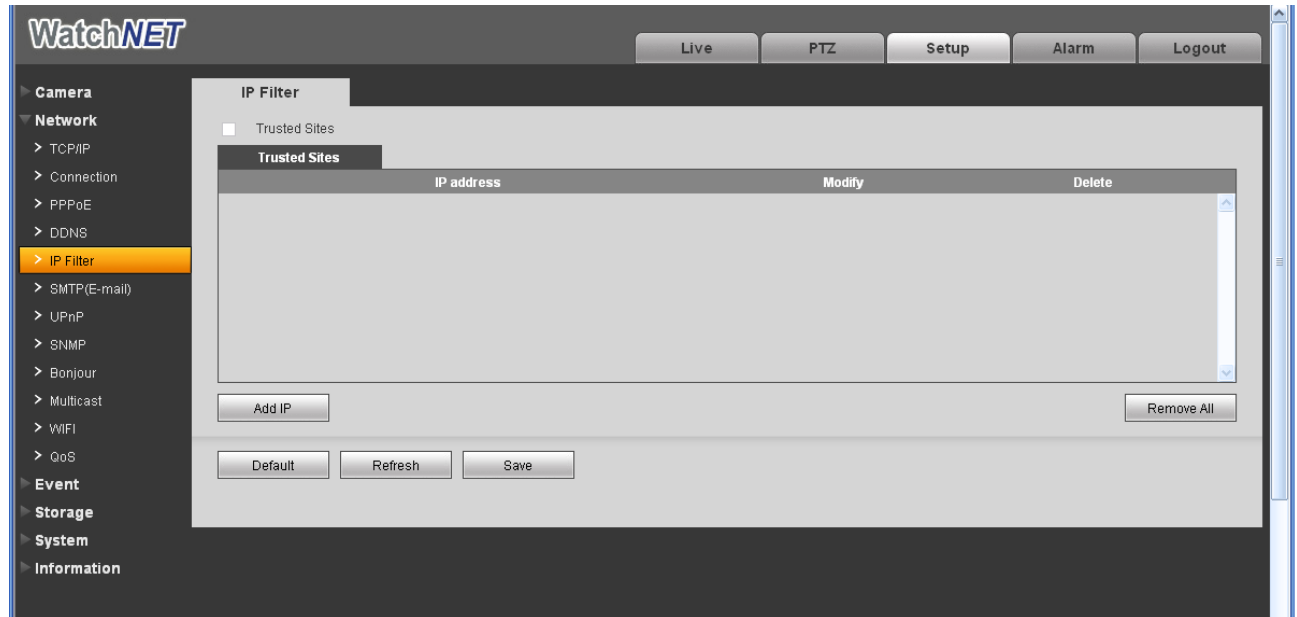 WatchNET
Live PTZ Setup Alarm Logout
Camera
Network
TCP/IP
Connection
PPPoE
DDNS
IP Filter
SMTP(E-mail)
UPnP
SNMP
Bonjour
Multicast
WIFI
QoS
Event
Storage
System
Information
IP Filter
Trusted Sites
Trusted Sites
IP address Modify Delete
Add IP Remove All
Default Refresh Save